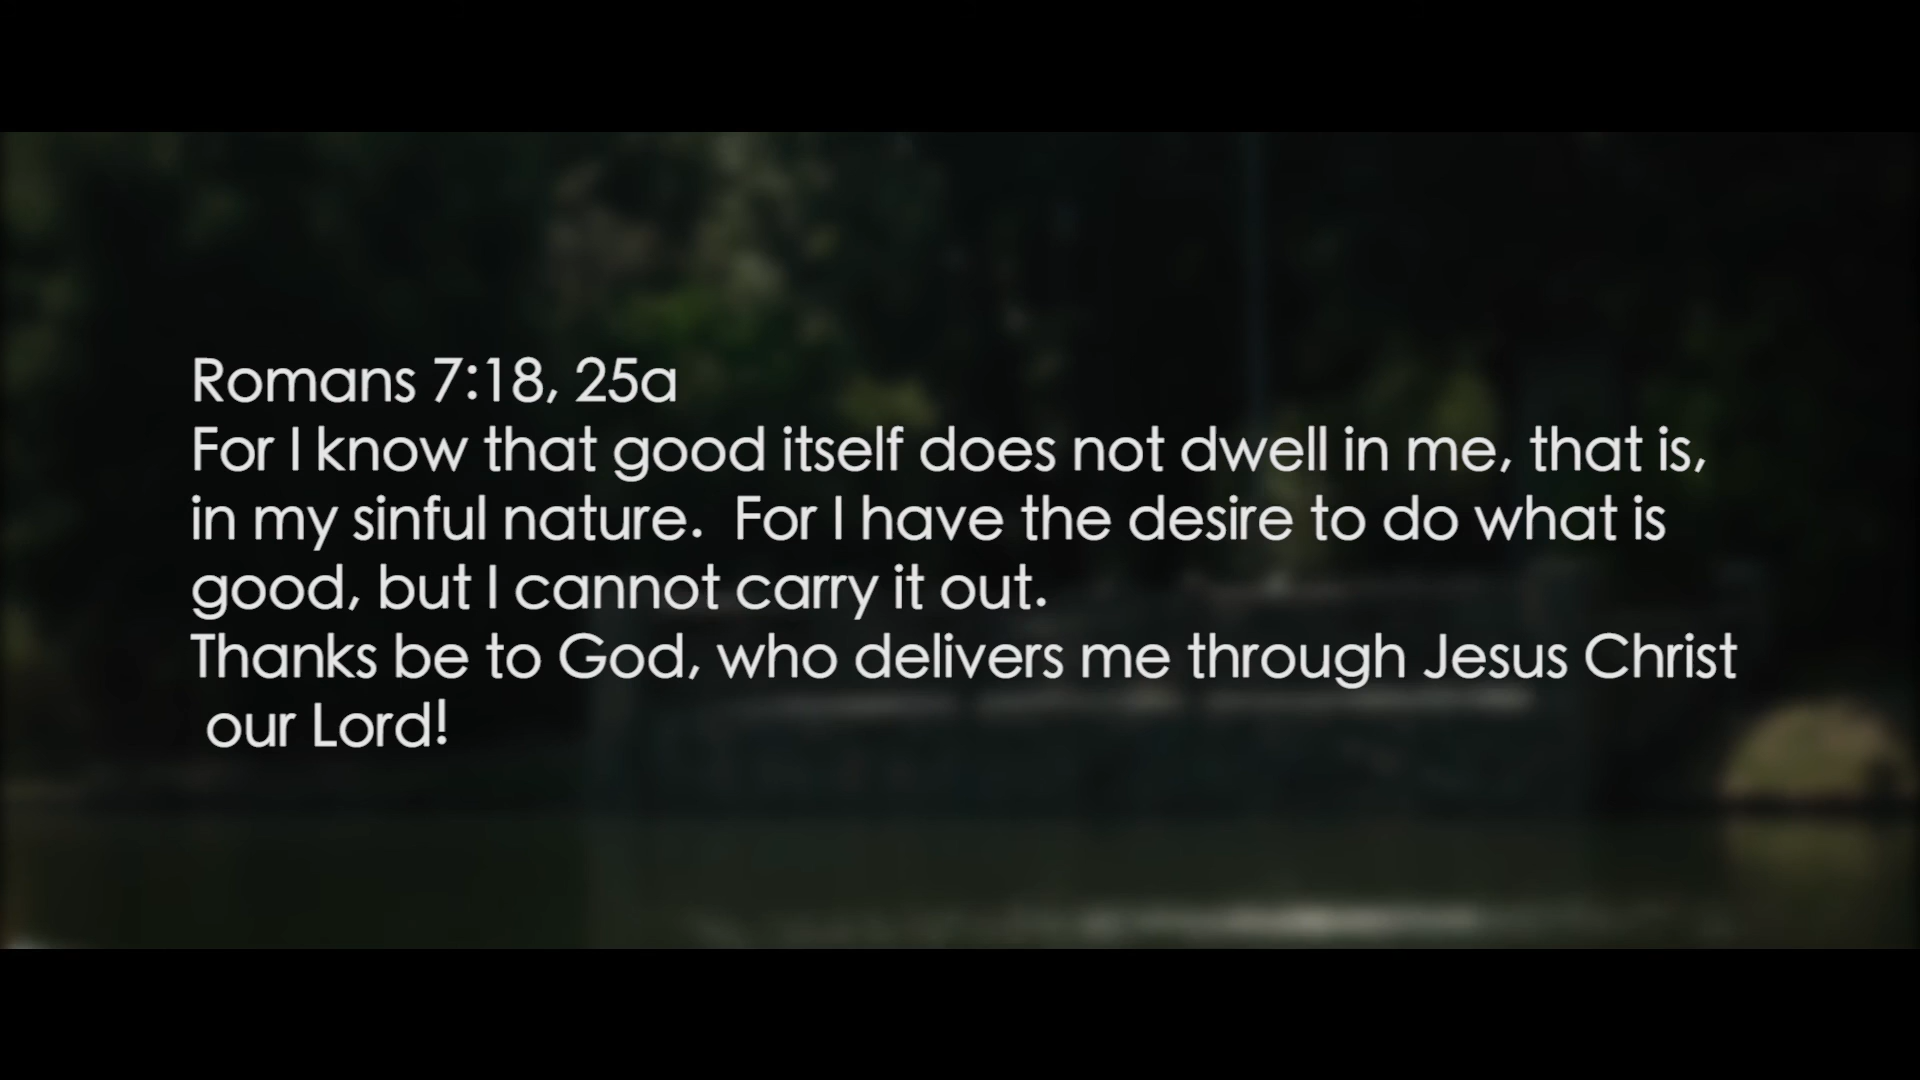 Romans 7:18, 25a
For I know that good itself does not dwell in me, that is,
in my sinful nature.  For I have the desire to do what is
good, but I cannot carry it out.
Thanks be to God, who delivers me through Jesus Christ
our Lord!